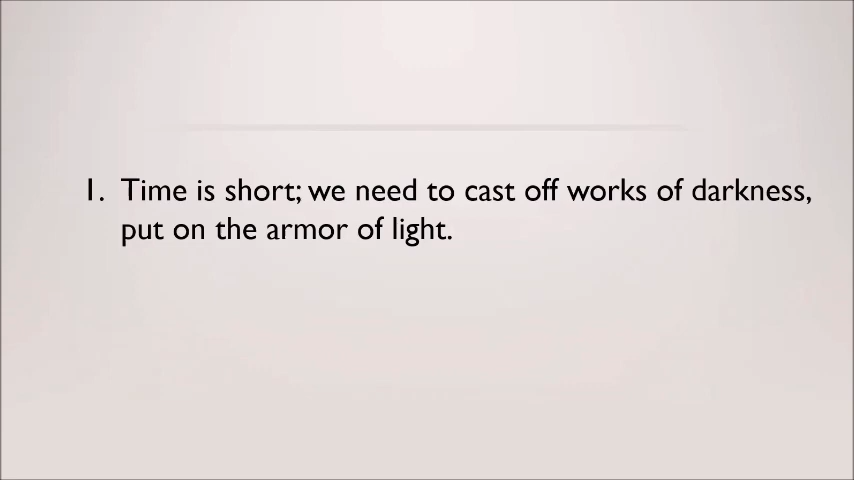 1. Time is short; we need to cast off works of darkness,
put on the armor of light.